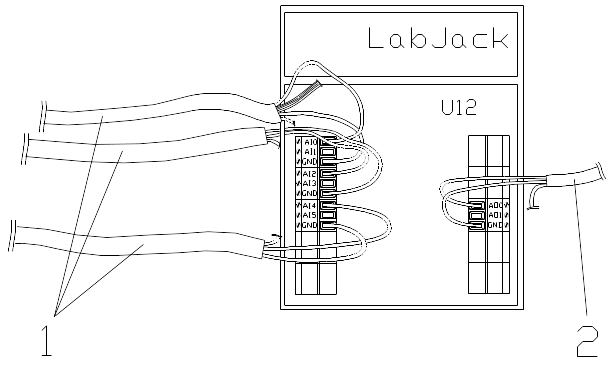 LabJack
U12
AI0
AI1
GND
AI2
AI3
GND
AI4
AI5
GND
AO0
AO1
GND
1
2